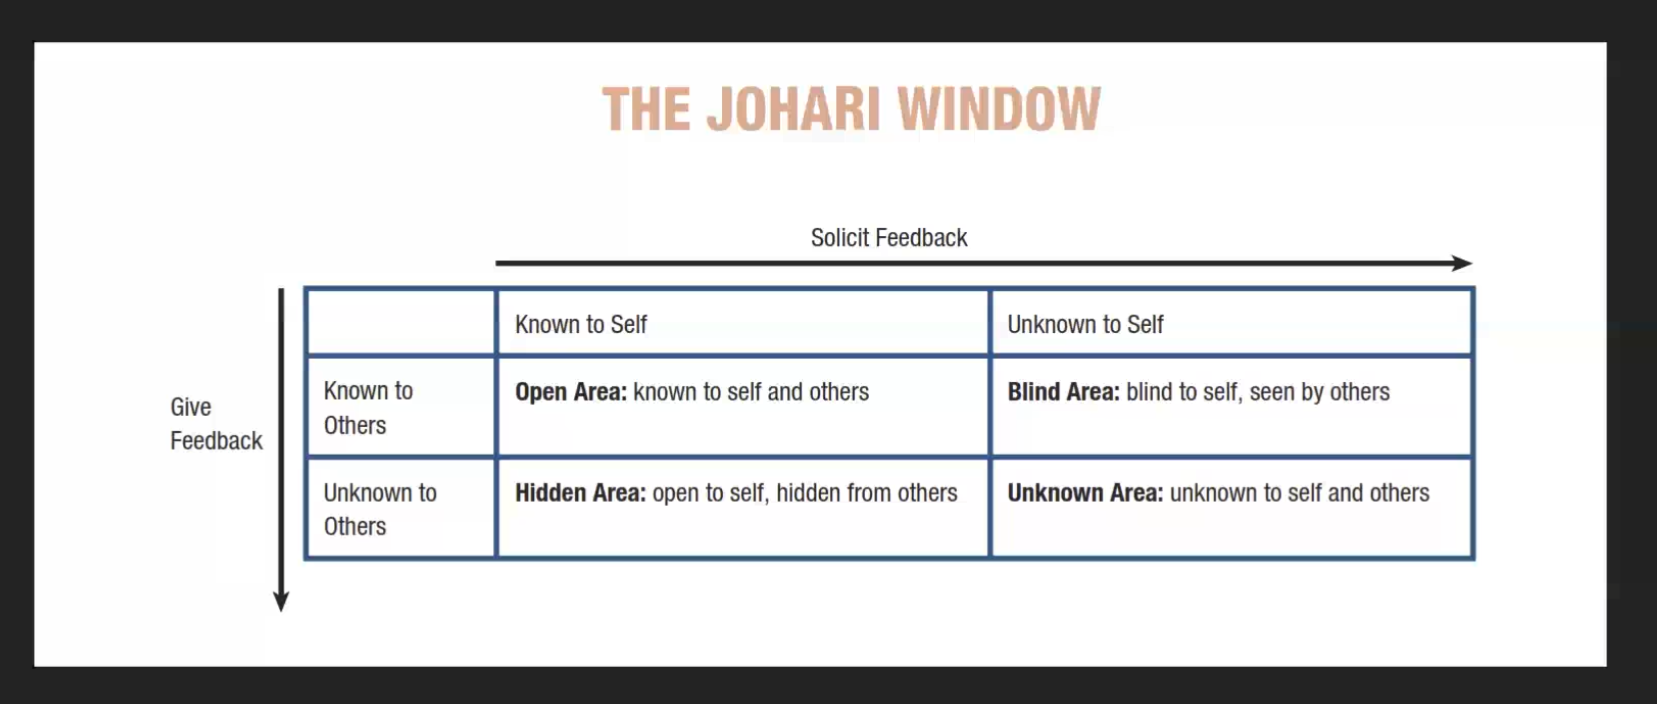 THE JOHARI WINDOW
Solicit Feedback
Give
Feedback
Known to Self
Unknown to Self
Known to
Others
Open Area: known to self and others
Blind Area: blind to self, seen by others
Unknown to
Others
Hidden Area: open to self, hidden from others
Unknown Area: unknown to self and others